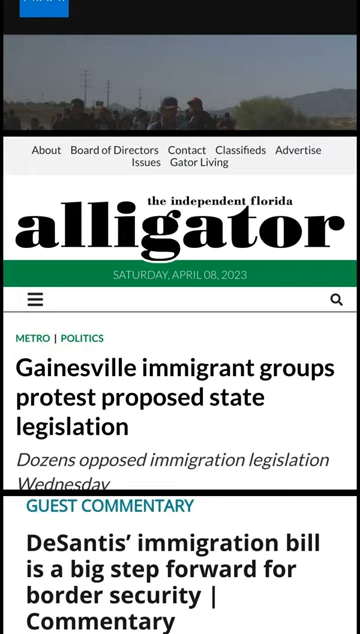 About Board of Directors Contact Classifieds Advertise
Issues Gator Living
the independent florida
alligator
SATURDAY, APRIL 08, 2023
METRO | POLITICS
Gainesville immigrant groups
protest proposed state
legislation
Dozens opposed immigration legislation
Wednesday
GUEST COMMENTARY
DeSantis’ immigration bill
is a big step forward for
border security |
Commentary